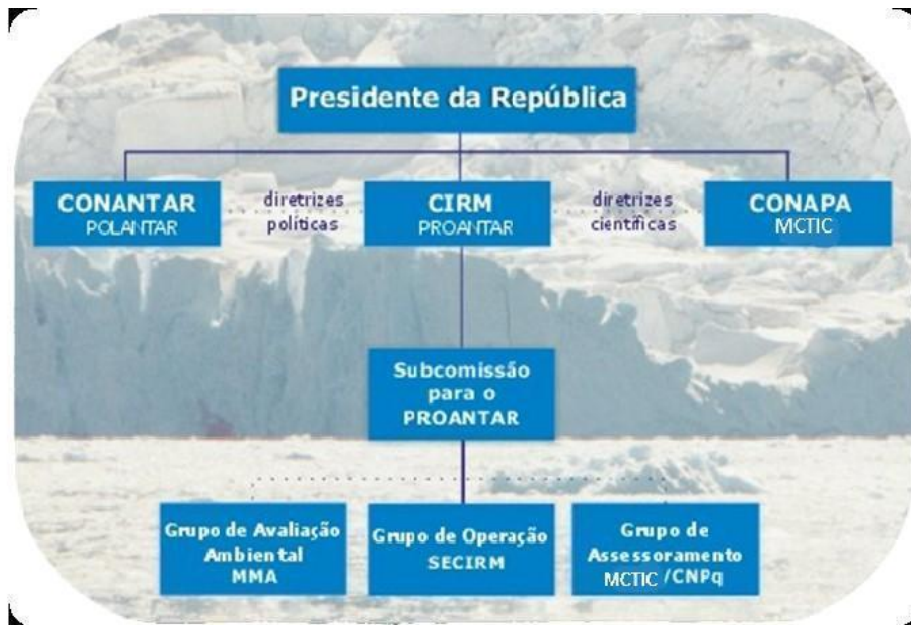 Presidente da República
CONANTAR
POLANTAR
diretrizes
políticas
CIRM
PROANTAR
diretrizes
científicas
CONAPA
MCTIC
Subcomissão
para o
PROANTAR
Grupo de Avaliação
Ambiental
MMA
Grupo de Operação
SECIRM
Grupo de
Assessoramento
MCTIC /CNPq